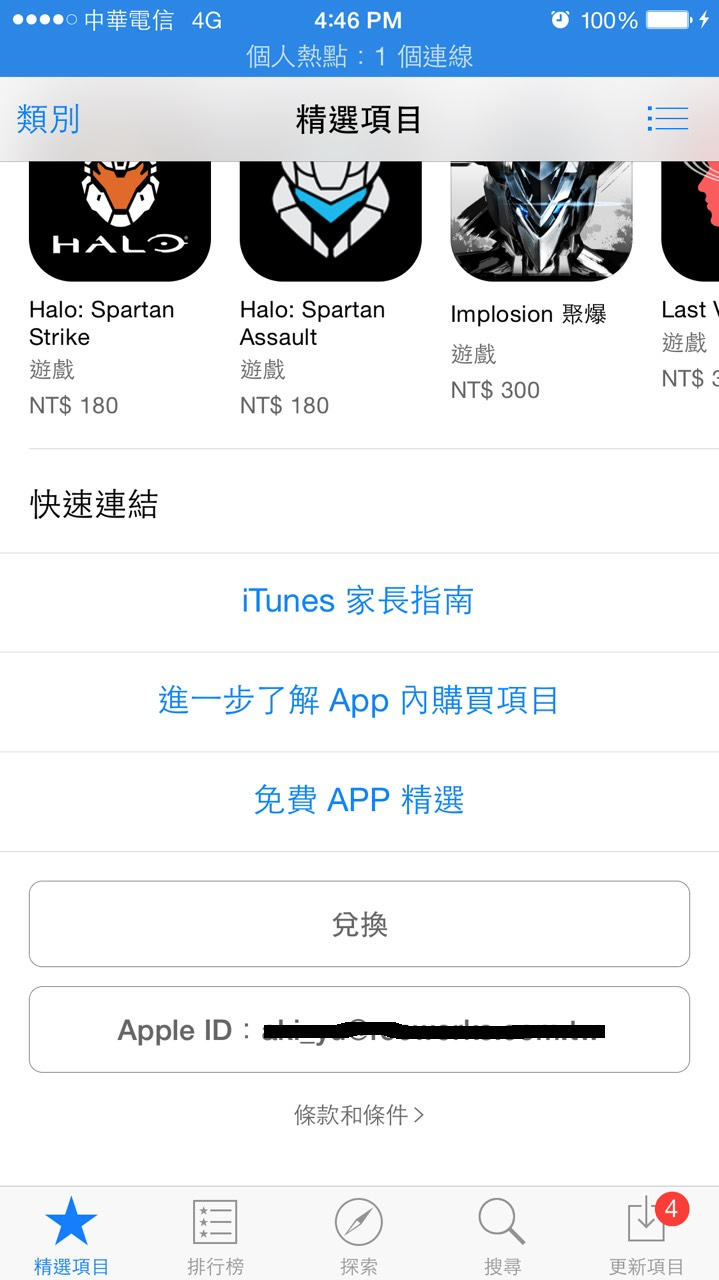 中華電信 4G 4:46 PM 100%
個人熱點：1 個連線
類別 精選項目
HALO
Halo: Spartan Strike
遊戲
NT$ 180
Halo: Spartan Assault
遊戲
NT$ 180
Implosion 聚爆
遊戲
NT$ 300
Last
遊戲
NT$
快速連結
iTunes 家長指南
進一步了解 App 內購買項目
免費 APP 精選
兌換
Apple ID：
條款和條件
精選項目 排行榜 探索 搜尋 更新項目 4